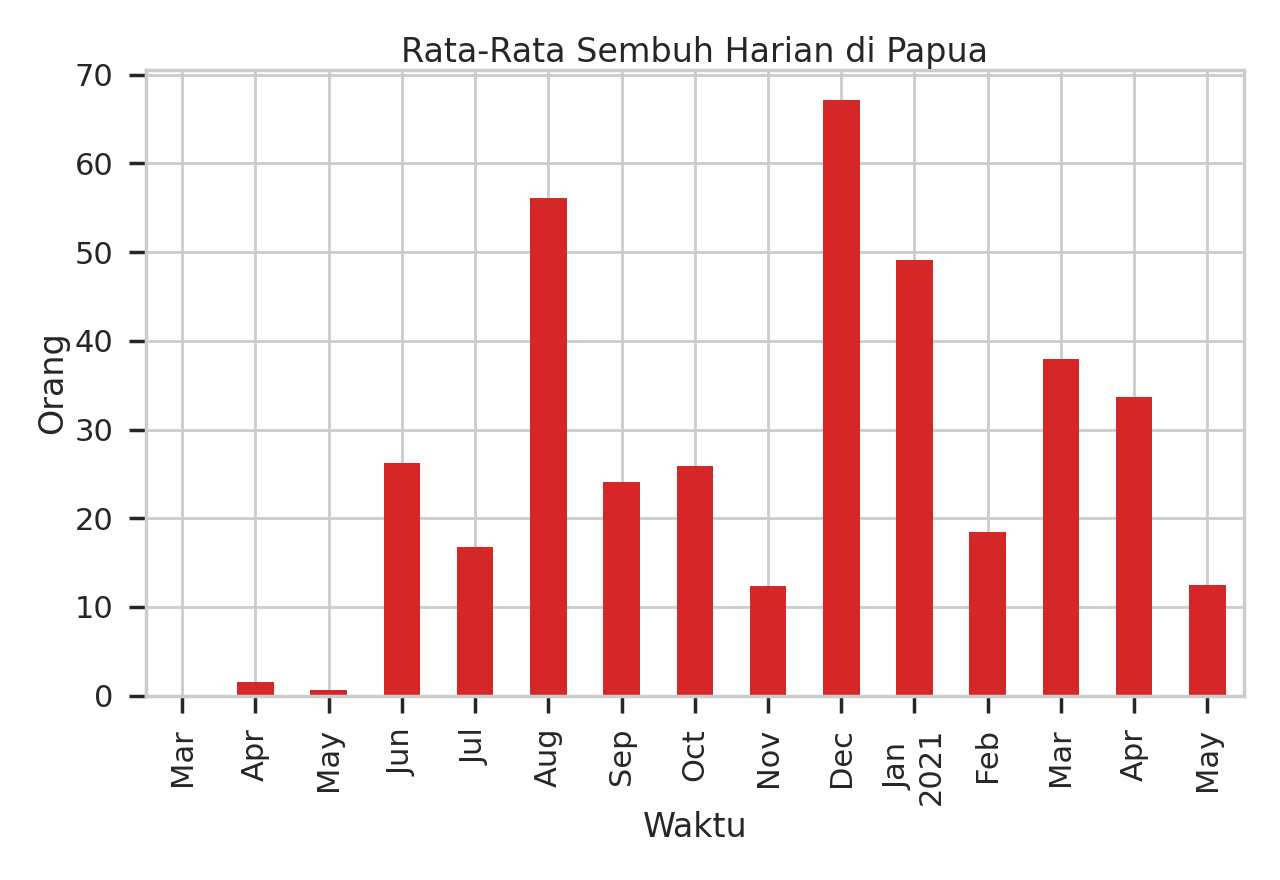 Rata-Rata Sembuh Harian di Papua
70
60
50
40
30
20
10
0
Orang
Mar
Apr
May
Jun
Jul
Aug
Sep
Oct
Nov
Dec
Jan
2021
Feb
Mar
Apr
May
Waktu